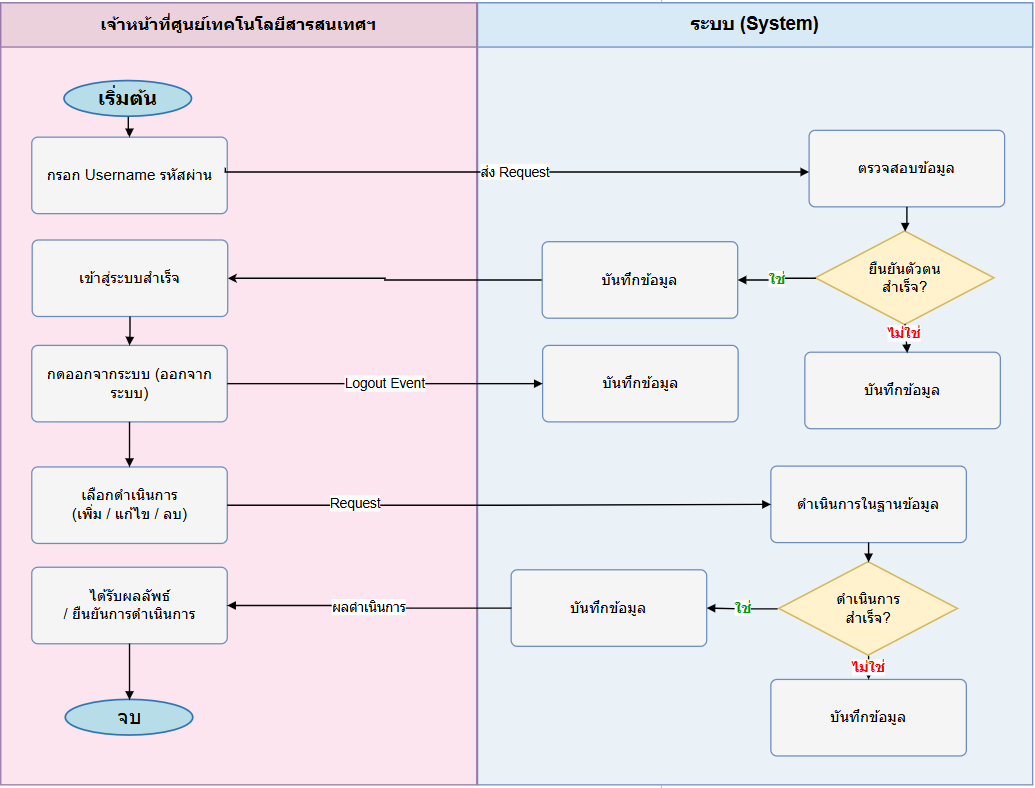 เจ้าหน้าที่ศูนย์เทคโนโลยีสารสนเทศฯ
ระบบ (System)
เริ่มต้น
กรอก Username รหัสผ่าน
ส่ง Request
ตรวจสอบข้อมูล
ยืนยันตัวตน
สำเร็จ?
ใช่
บันทึกข้อมูล
เข้าสู่ระบบสำเร็จ
ไม่ใช่
บันทึกข้อมูล
กดออกจากระบบ (ออกจาก
ระบบ)
Logout Event
บันทึกข้อมูล
เลือกดำเนินการ
(เพิ่ม / แก้ไข / ลบ)
Request
ดำเนินการในฐานข้อมูล
ดำเนินการ
สำเร็จ?
ใช่
บันทึกข้อมูล
ผลดำเนินการ
ได้รับผลลัพธ์
/ ยืนยันการดำเนินการ
ไม่ใช่
บันทึกข้อมูล
จบ